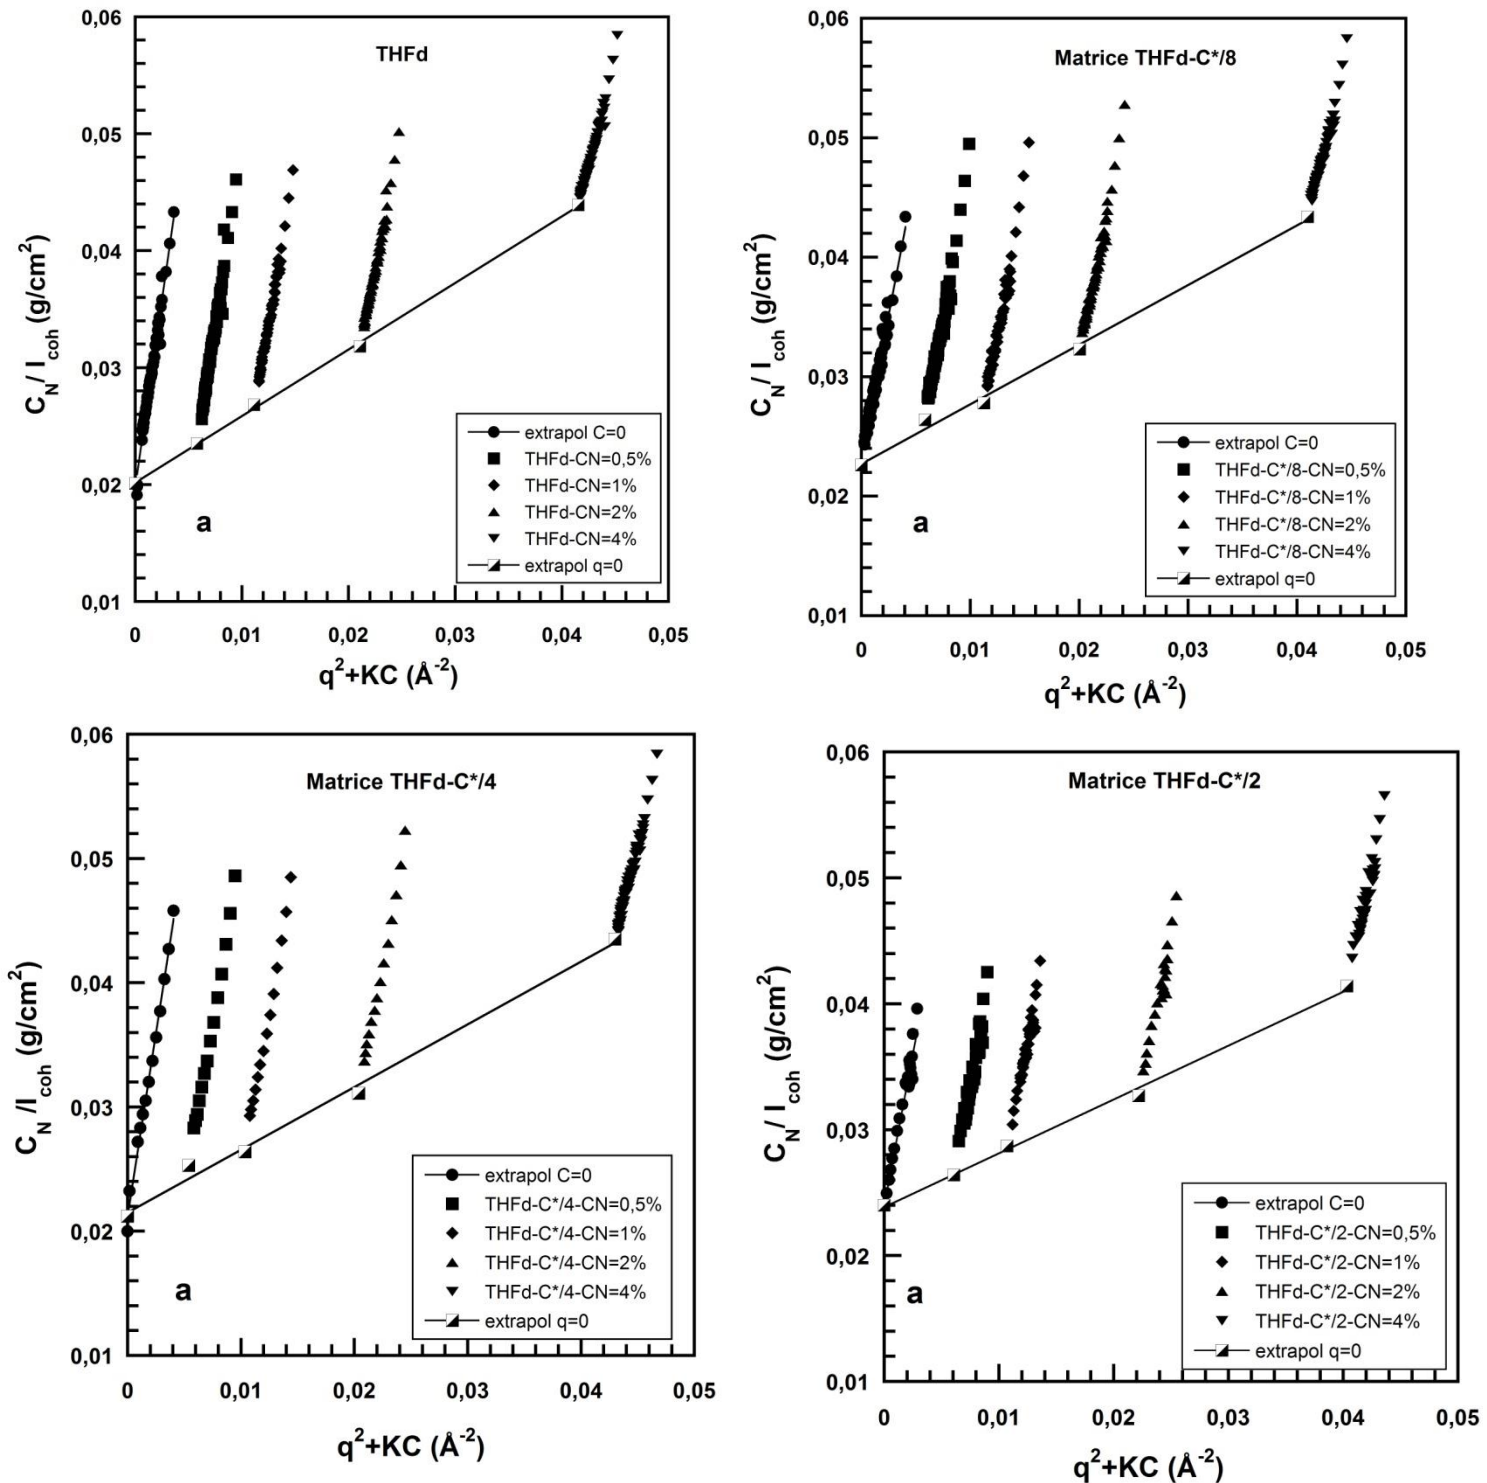 THFd
0,06
0,05
0,04
0,03
0,02
0,01
C_N/ I_coh (g/cm²)
a
extrapol C=0
THFd-CN=0,5%
THFd-CN=1%
THFd-CN=2%
THFd-CN=4%
extrapol q=0
0 0,01 0,02 0,03 0,04 0,05
q²+KC (Å⁻²)
Matrice THFd-C*/8
0,06
0,05
0,04
0,03
0,02
0,01
C_N/ I_coh (g/cm²)
a
extrapol C=0
THFd-C*/8-CN=0,5%
THFd-C*/8-CN=1%
THFd-C*/8-CN=2%
THFd-C*/8-CN=4%
extrapol q=0
0 0,01 0,02 0,03 0,04 0,05
q²+KC (Å⁻²)
Matrice THFd-C*/4
0,06
0,05
0,04
0,03
0,02
0,01
C_N /I_coh (g/cm²)
a
extrapol C=0
THFd-C*/4-CN=0,5%
THFd-C*/4-CN=1%
THFd-C*/4-CN=2%
THFd-C*/4-CN=4%
extrapol q=0
0 0,01 0,02 0,03 0,04 0,05
q²+KC (Å⁻²)
Matrice THFd-C*/2
0,06
0,05
0,04
0,03
0,02
0,01
C_N/ I_coh (g/cm²)
a
extrapol C=0
THFd-C*/2-CN=0,5%
THFd-C*/2-CN=1%
THFd-C*/2-CN=2%
THFd-C*/2-CN=4%
extrapol q=0
0 0,01 0,02 0,03 0,04 0,05
q²+KC (Å⁻²)